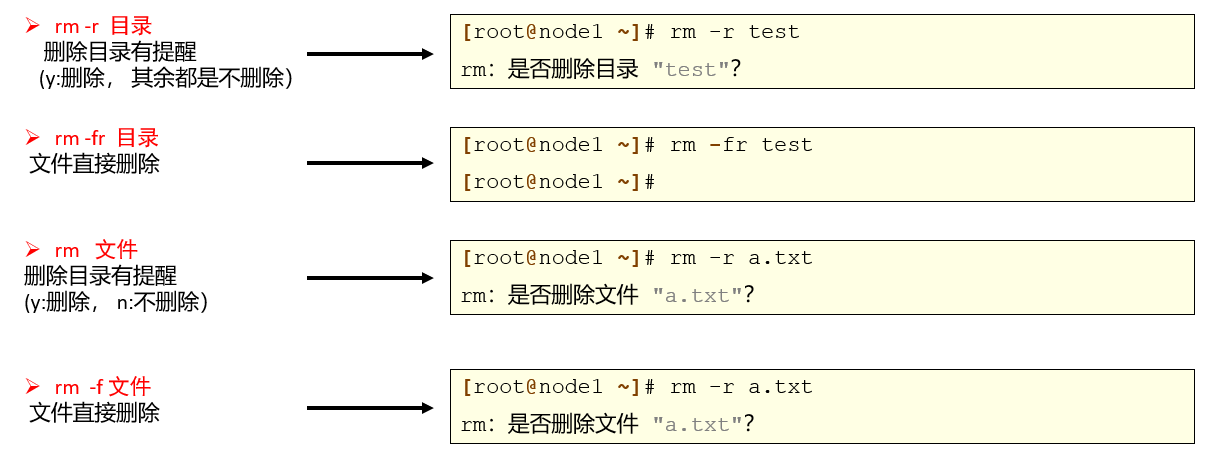 ➢ rm -r 目录
删除目录有提醒
(y:删除， 其余都是不删除）
[root@node1 ~]# rm -r test
rm: 是否删除目录 "test"？
➢ rm -fr 目录
文件直接删除
[root@node1 ~]# rm -fr test
[root@node1 ~]#
➢ rm 文件
删除目录有提醒
(y:删除， n:不删除）
[root@node1 ~]# rm -r a.txt
rm: 是否删除文件 "a.txt"？
➢ rm -f 文件
文件直接删除
[root@node1 ~]# rm -r a.txt
rm: 是否删除文件 "a.txt"？